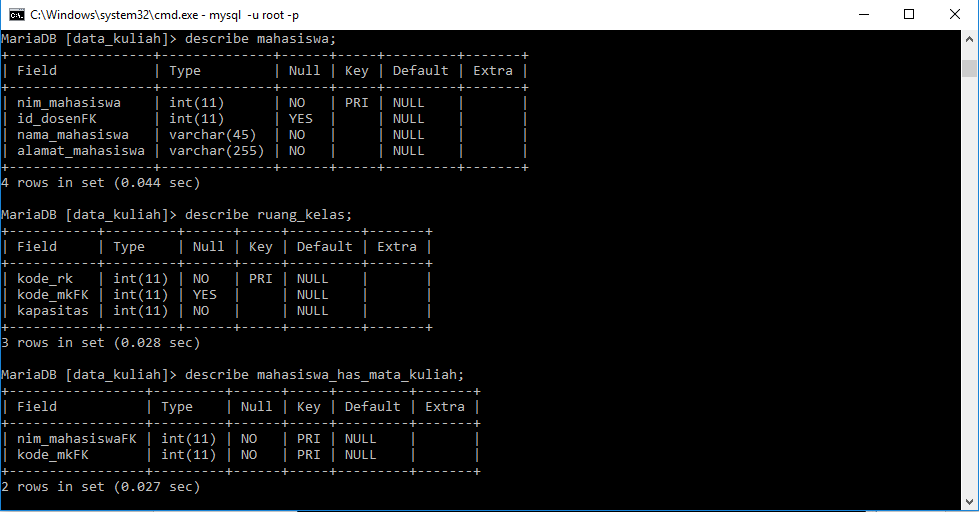 C:\Windows\system32\cmd.exe - mysql  -u root -p
MariaDB [data_kuliah]> describe mahasiswa;
+------------------+--------------+------+-----+---------+-------+
| Field            | Type         | Null | Key | Default | Extra |
+------------------+--------------+------+-----+---------+-------+
| nim_mahasiswa    | int(11)      | NO   | PRI | NULL    |       |
| id_dosenFK       | int(11)      | YES  |     | NULL    |       |
| nama_mahasiswa   | varchar(45)  | NO   |     | NULL    |       |
| alamat_mahasiswa | varchar(255) | NO   |     | NULL    |       |
+------------------+--------------+------+-----+---------+-------+
4 rows in set (0.044 sec)
MariaDB [data_kuliah]> describe ruang_kelas;
+-----------+---------+------+-----+---------+-------+
| Field     | Type    | Null | Key | Default | Extra |
+-----------+---------+------+-----+---------+-------+
| kode_rk   | int(11) | NO   | PRI | NULL    |       |
| kode_mkFK | int(11) | YES  |     | NULL    |       |
| kapasitas | int(11) | NO   |     | NULL    |       |
+-----------+---------+------+-----+---------+-------+
3 rows in set (0.028 sec)
MariaDB [data_kuliah]> describe mahasiswa_has_mata_kuliah;
+-----------------+---------+------+-----+---------+-------+
| Field           | Type    | Null | Key | Default | Extra |
+-----------------+---------+------+-----+---------+-------+
| nim_mahasiswaFK | int(11) | NO   | PRI | NULL    |       |
| kode_mkFK       | int(11) | NO   | PRI | NULL    |       |
+-----------------+---------+------+-----+---------+-------+
2 rows in set (0.027 sec)